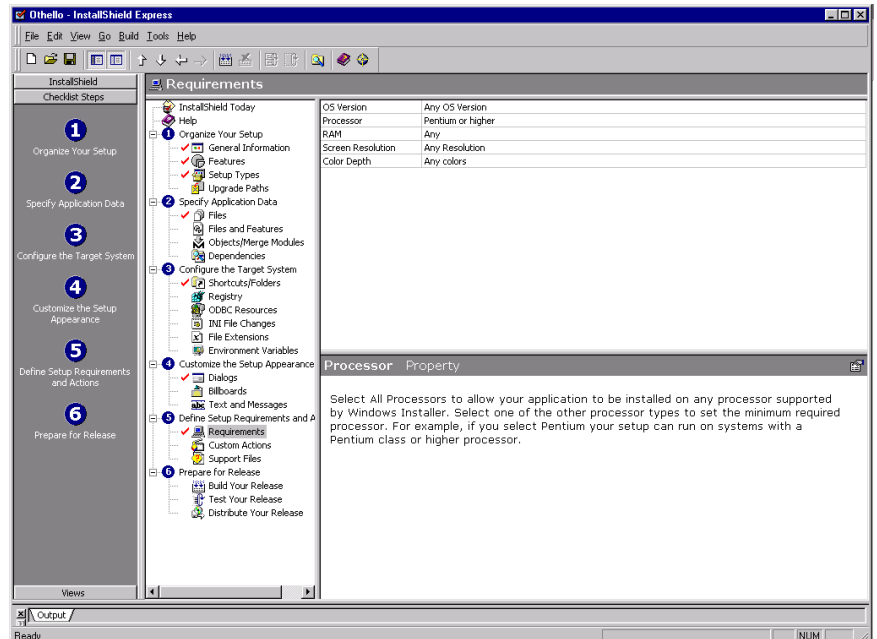 Othello - InstallShield Express
File Edit View Go Build Tools Help
InstallShield
Checklist Steps
1
Organize Your Setup
2
Specify Application Data
3
Configure the Target System
4
Customize the Setup Appearance
5
Define Setup Requirements and Actions
6
Prepare for Release
Views
Requirements
InstallShield Today
Help
1 Organize Your Setup
General Information
Features
Setup Types
Upgrade Paths
2 Specify Application Data
Files
Files and Features
Objects/Merge Modules
Dependencies
3 Configure the Target System
Shortcuts/Folders
Registry
ODBC Resources
INI File Changes
File Extensions
Environment Variables
4 Customize the Setup Appearance
Dialogs
Billboards
abc Text and Messages
5 Define Setup Requirements and A
Requirements
Custom Actions
Support Files
6 Prepare for Release
Build Your Release
Test Your Release
Distribute Your Release
OS Version Any OS Version
Processor Pentium or higher
RAM Any
Screen Resolution Any Resolution
Color Depth Any colors
Processor Property
Select All Processors to allow your application to be installed on any processor supported
by Windows Installer. Select one of the other processor types to set the minimum required
processor. For example, if you select Pentium your setup can run on systems with a
Pentium class or higher processor.
Output
Ready NUM